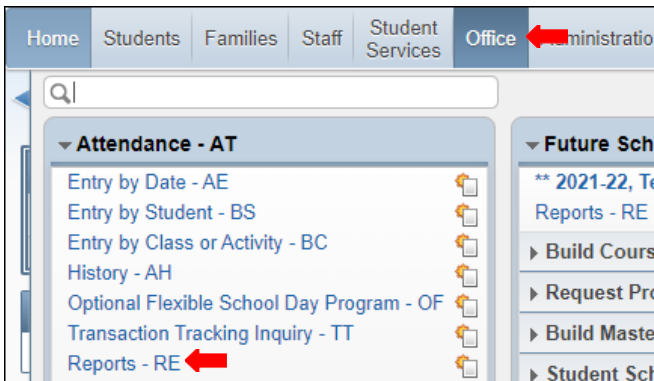 Home Students Families Staff Student Services Office ministratio
Attendance - AT
Entry by Date - AE
Entry by Student - BS
Entry by Class or Activity - BC
History - AH
Optional Flexible School Day Program - OF
Transaction Tracking Inquiry - TT
Reports - RE
Future Sch
** 2021-22, Te
Reports - RE
Build Cours
Request Pro
Build Maste
Student Sch